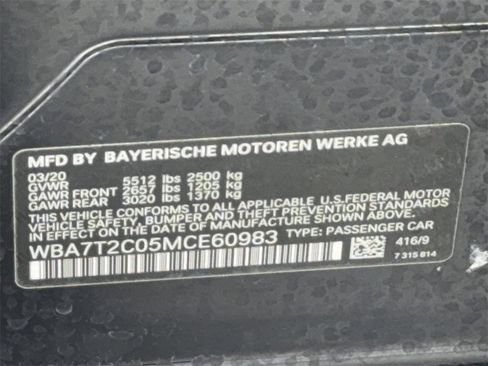 MFD BY BAYERISCHE MOTOREN WERKE AG
03/20
GVWR 5512 lbs 2500 kg
GAWR FRONT 2657 lbs 1205 kg
GAWR REAR 3020 lbs 1370 kg
THIS VEHICLE CONFORMS TO ALL APPLICABLE U.S.FEDERAL MOTOR
VEHICLE SAFETY, BUMPER AND THEFT PREVENTION STANDARDS
IN EFFECT ON THE DATE OF MANUFACTURE SHOWN ABOVE.
WBA7T2C05MCE60983 TYPE: PASSENGER CAR
416/9
7 315 814